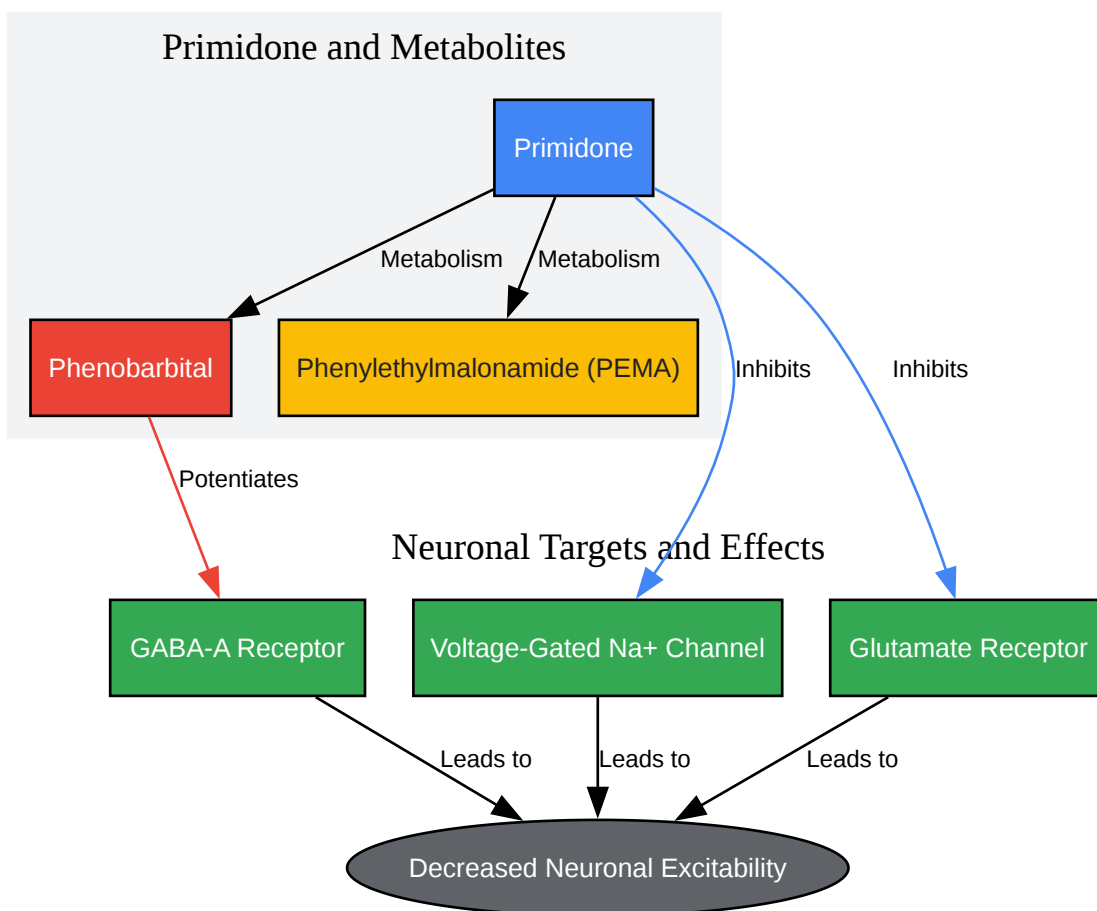 Primidone and Metabolites
Primidone
Metabolism
Metabolism
Phenobarbital
Phenylethylmalonamide (PEMA)
Inhibits
Inhibits
Potentiates
Neuronal Targets and Effects
GABA-A Receptor
Voltage-Gated Na+ Channel
Glutamate Receptor
Leads to
Leads to
Leads to
Decreased Neuronal Excitability